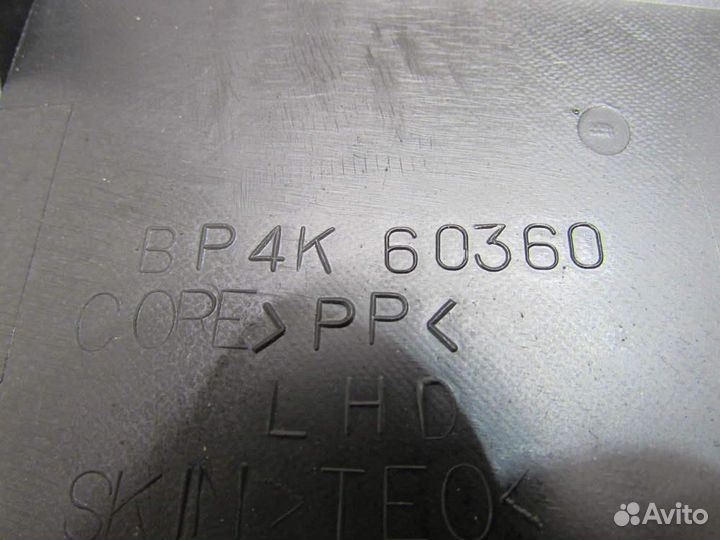 BP4K 60360
CORE>PP<
LHD
SKIN>TEO<
Avito